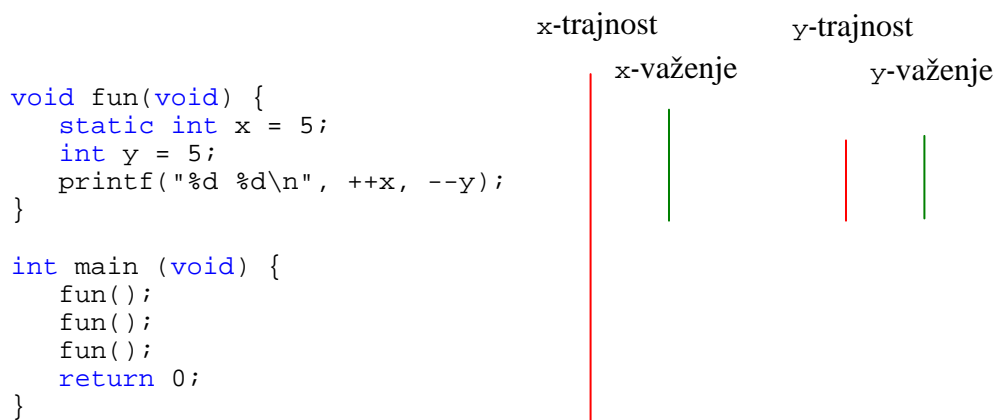 x-trajnost y-trajnost
x-važenje y-važenje
void fun(void) {
   static int x = 5;
   int y = 5;
   printf("%d %d\n", ++x, --y);
}
int main (void) {
   fun();
   fun();
   fun();
   return 0;
}